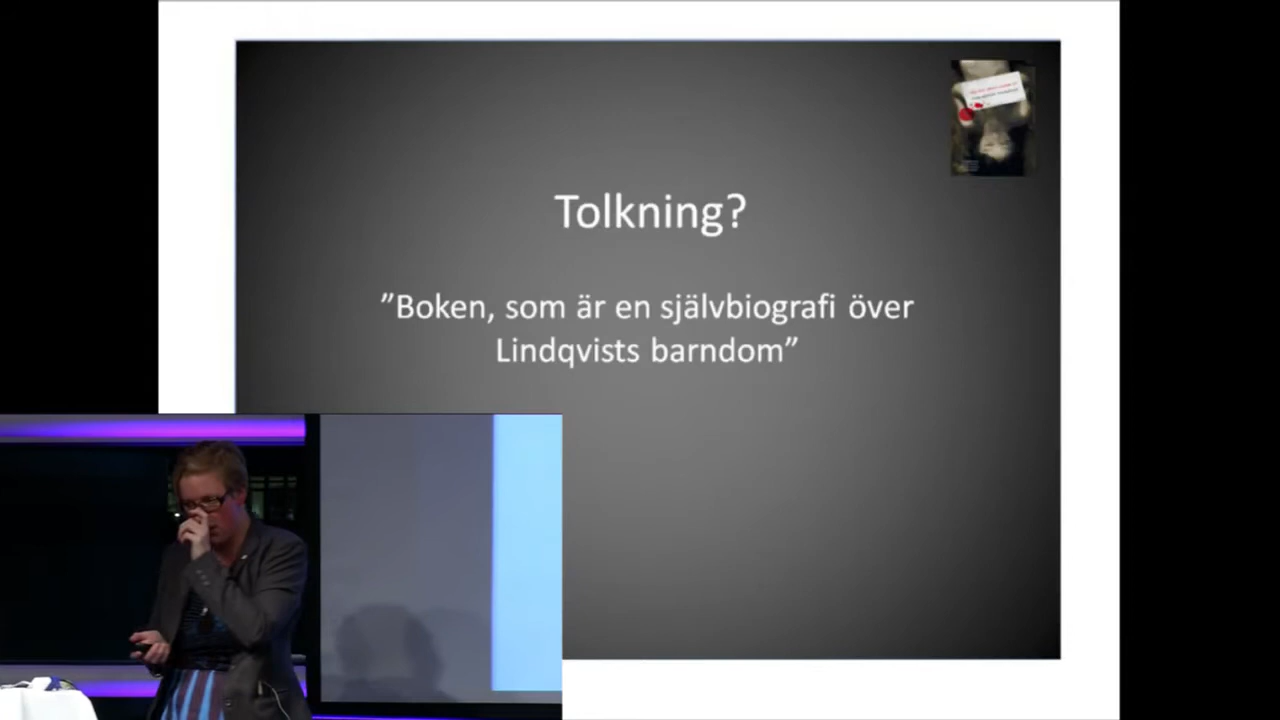 Tolkning?
”Boken, som är en självbiografi över
Lindqvists barndom”